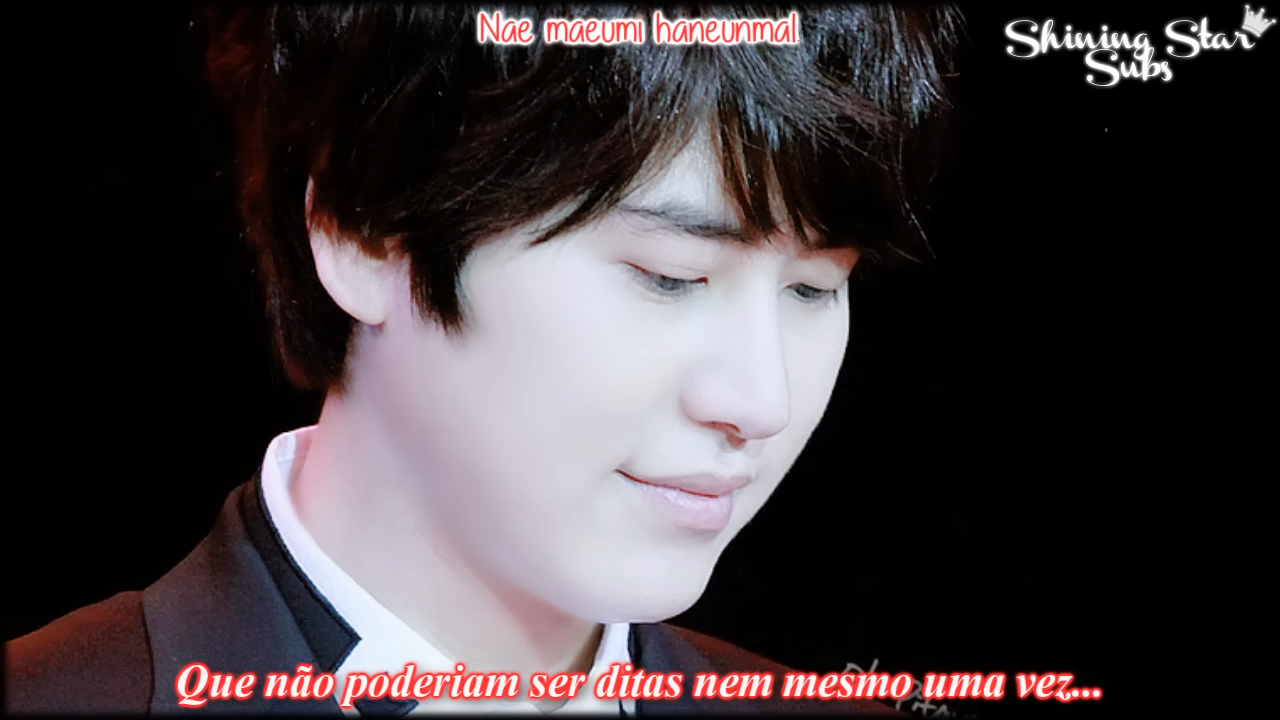 Nae maeumi haneunmal
Shining Star
Subs
Que não poderiam ser ditas nem mesmo uma vez...